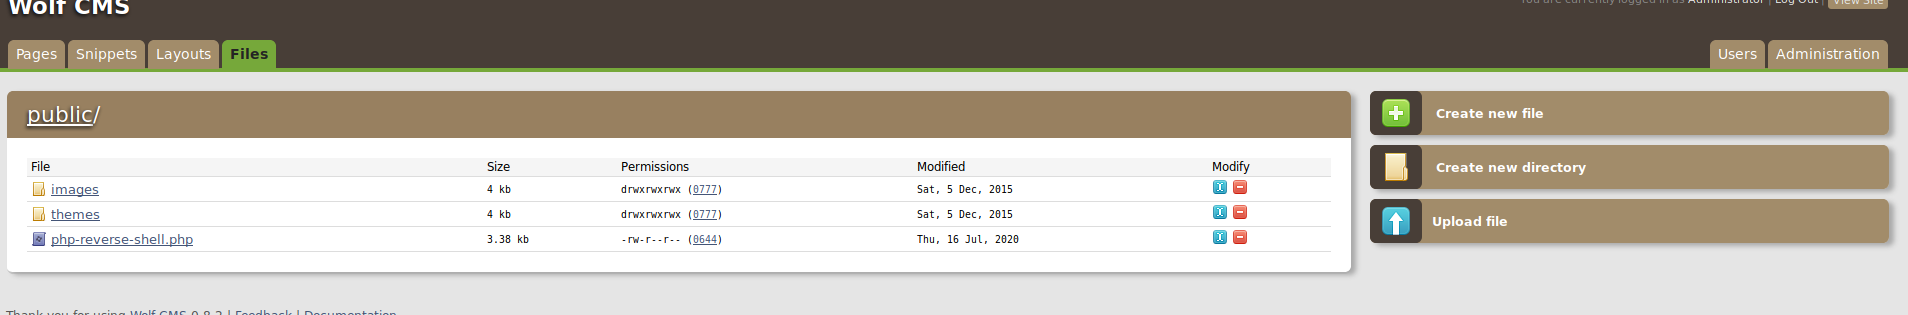 Wolf CMS
You are currently logged in as Administrator | Log Out | View Site
Pages Snippets Layouts Files Users Administration
public/
File Size Permissions Modified Modify
images 4 kb drwxrwxrwx (0777) Sat, 5 Dec, 2015
themes 4 kb drwxrwxrwx (0777) Sat, 5 Dec, 2015
php-reverse-shell.php 3.38 kb -rw-r--r-- (0644) Thu, 16 Jul, 2020
Create new file
Create new directory
Upload file
Thank you for using Wolf CMS 0.8.2 | Feedback | Documentation